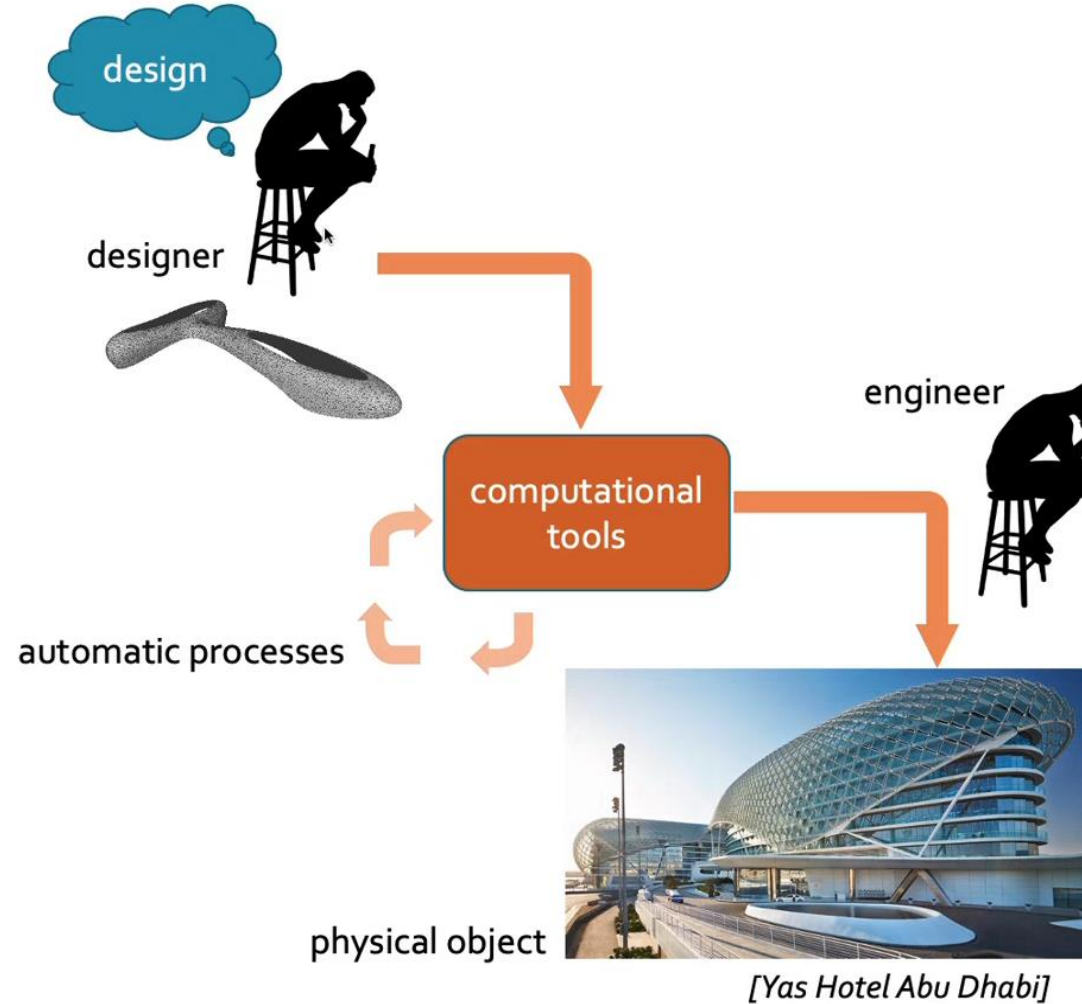 design
designer
engineer
computational
tools
automatic processes
physical object
[Yas Hotel Abu Dhabi]